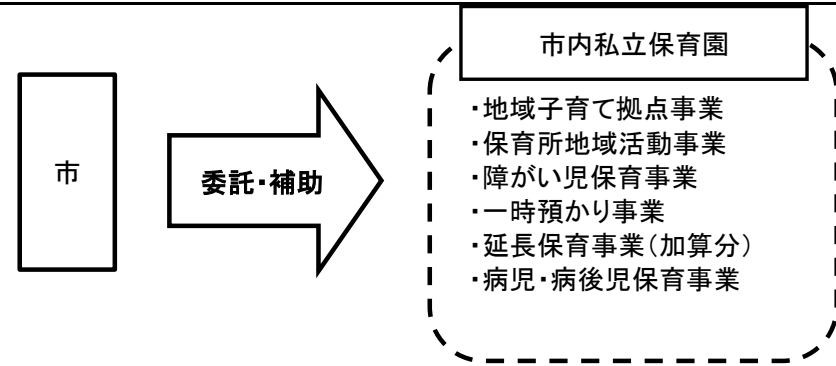 市
委託・補助
市内私立保育園
・地域子育て拠点事業
・保育所地域活動事業
・障がい児保育事業
・一時預かり事業
・延長保育事業(加算分)
・病児・病後児保育事業